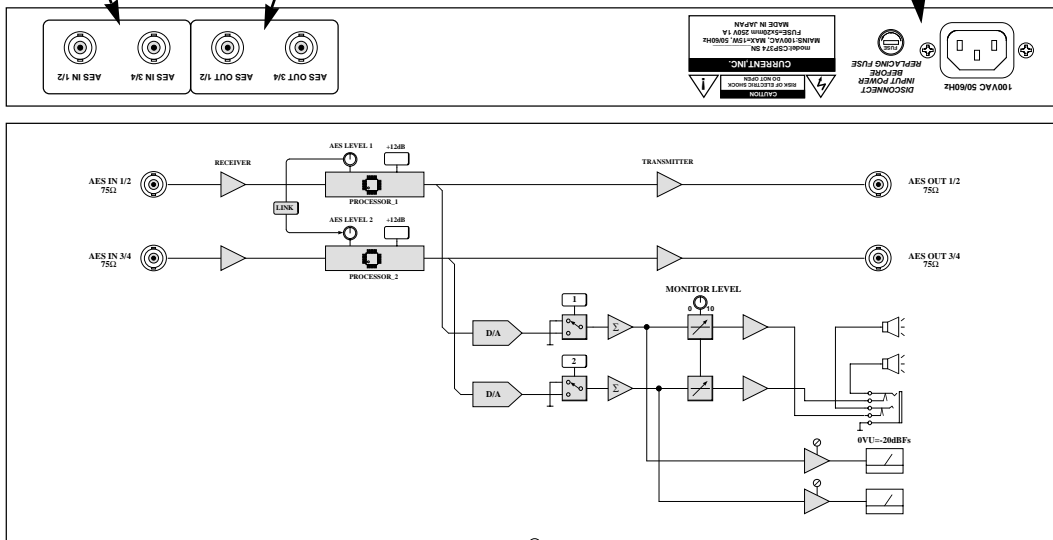 AES IN 1/2
AES IN 3/4
AES OUT 1/2
AES OUT 3/4
CAUTION
RISK OF ELECTRIC SHOCK
DO NOT OPEN
CURRENT,INC.
model:CSP374 SN
MAINS:100VAC, MAX=15W, 50/60Hz
FUSE=5x20mm 250V 1A
MADE IN JAPAN
FUSE
DISCONNECT
INPUT POWER
BEFORE
REPLACING FUSE
100VAC 50/60Hz
AES IN 1/2
75Ω
RECEIVER
AES LEVEL 1
+12dB
PROCESSOR_1
TRANSMITTER
AES OUT 1/2
75Ω
LINK
AES IN 3/4
75Ω
AES LEVEL 2
+12dB
PROCESSOR_2
AES OUT 3/4
75Ω
MONITOR LEVEL
0 10
1
D/A
Σ
2
D/A
Σ
0VU=-20dBFs